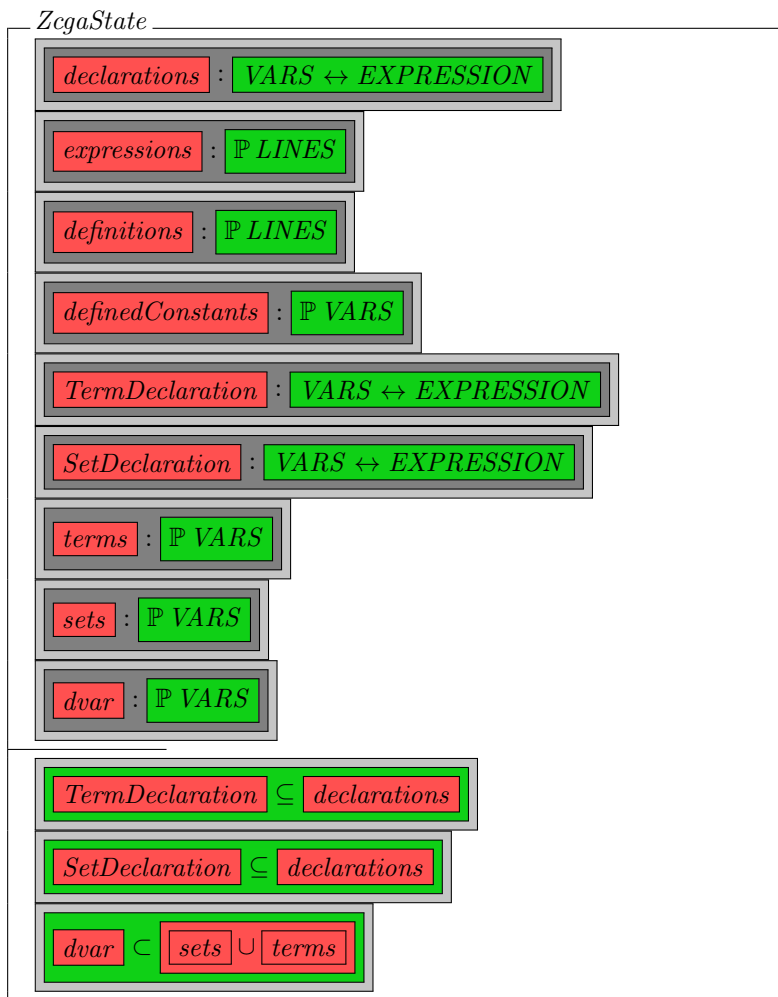 ZcgaState
declarations : VARS ↔ EXPRESSION
expressions : ℙ LINES
definitions : ℙ LINES
definedConstants : ℙ VARS
TermDeclaration : VARS ↔ EXPRESSION
SetDeclaration : VARS ↔ EXPRESSION
terms : ℙ VARS
sets : ℙ VARS
dvar : ℙ VARS
TermDeclaration ⊆ declarations
SetDeclaration ⊆ declarations
dvar ⊂ sets ∪ terms